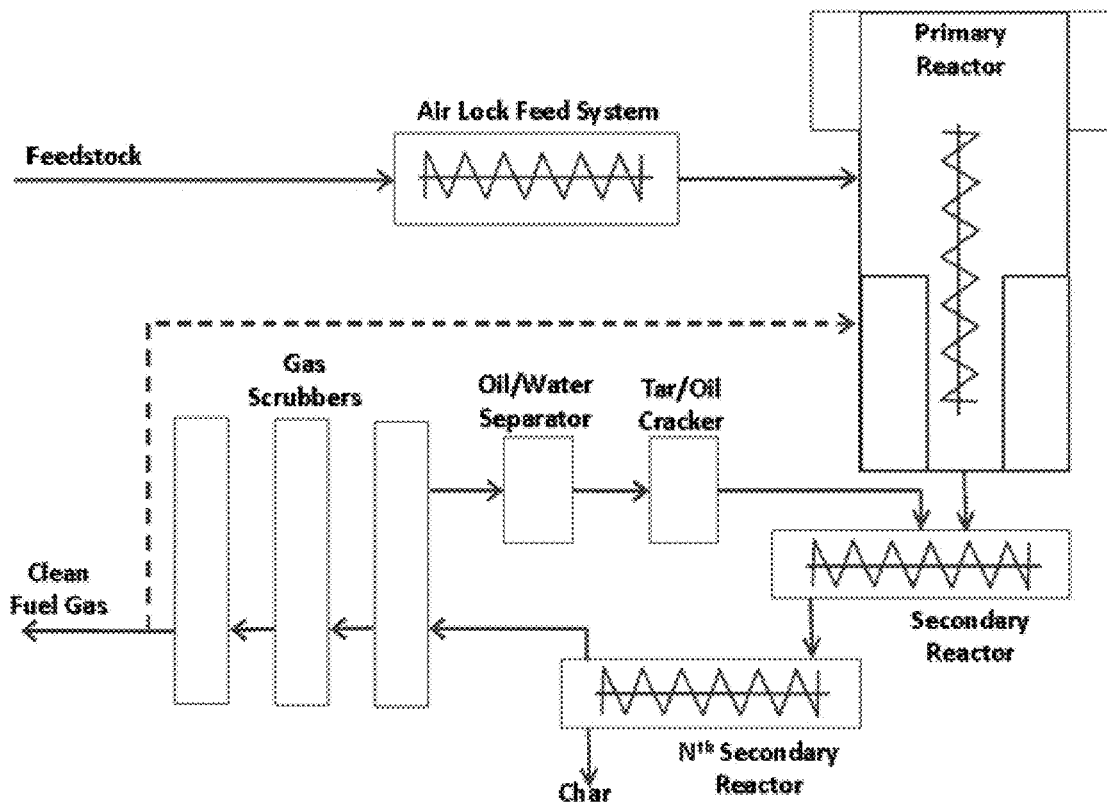 Primary
Reactor
Air Lock Feed System
Feedstock
Gas
Scrubbers
Oil/Water
Separator
Tar/Oil
Cracker
Clean
Fuel Gas
Secondary
Reactor
Nth Secondary
Reactor
Char